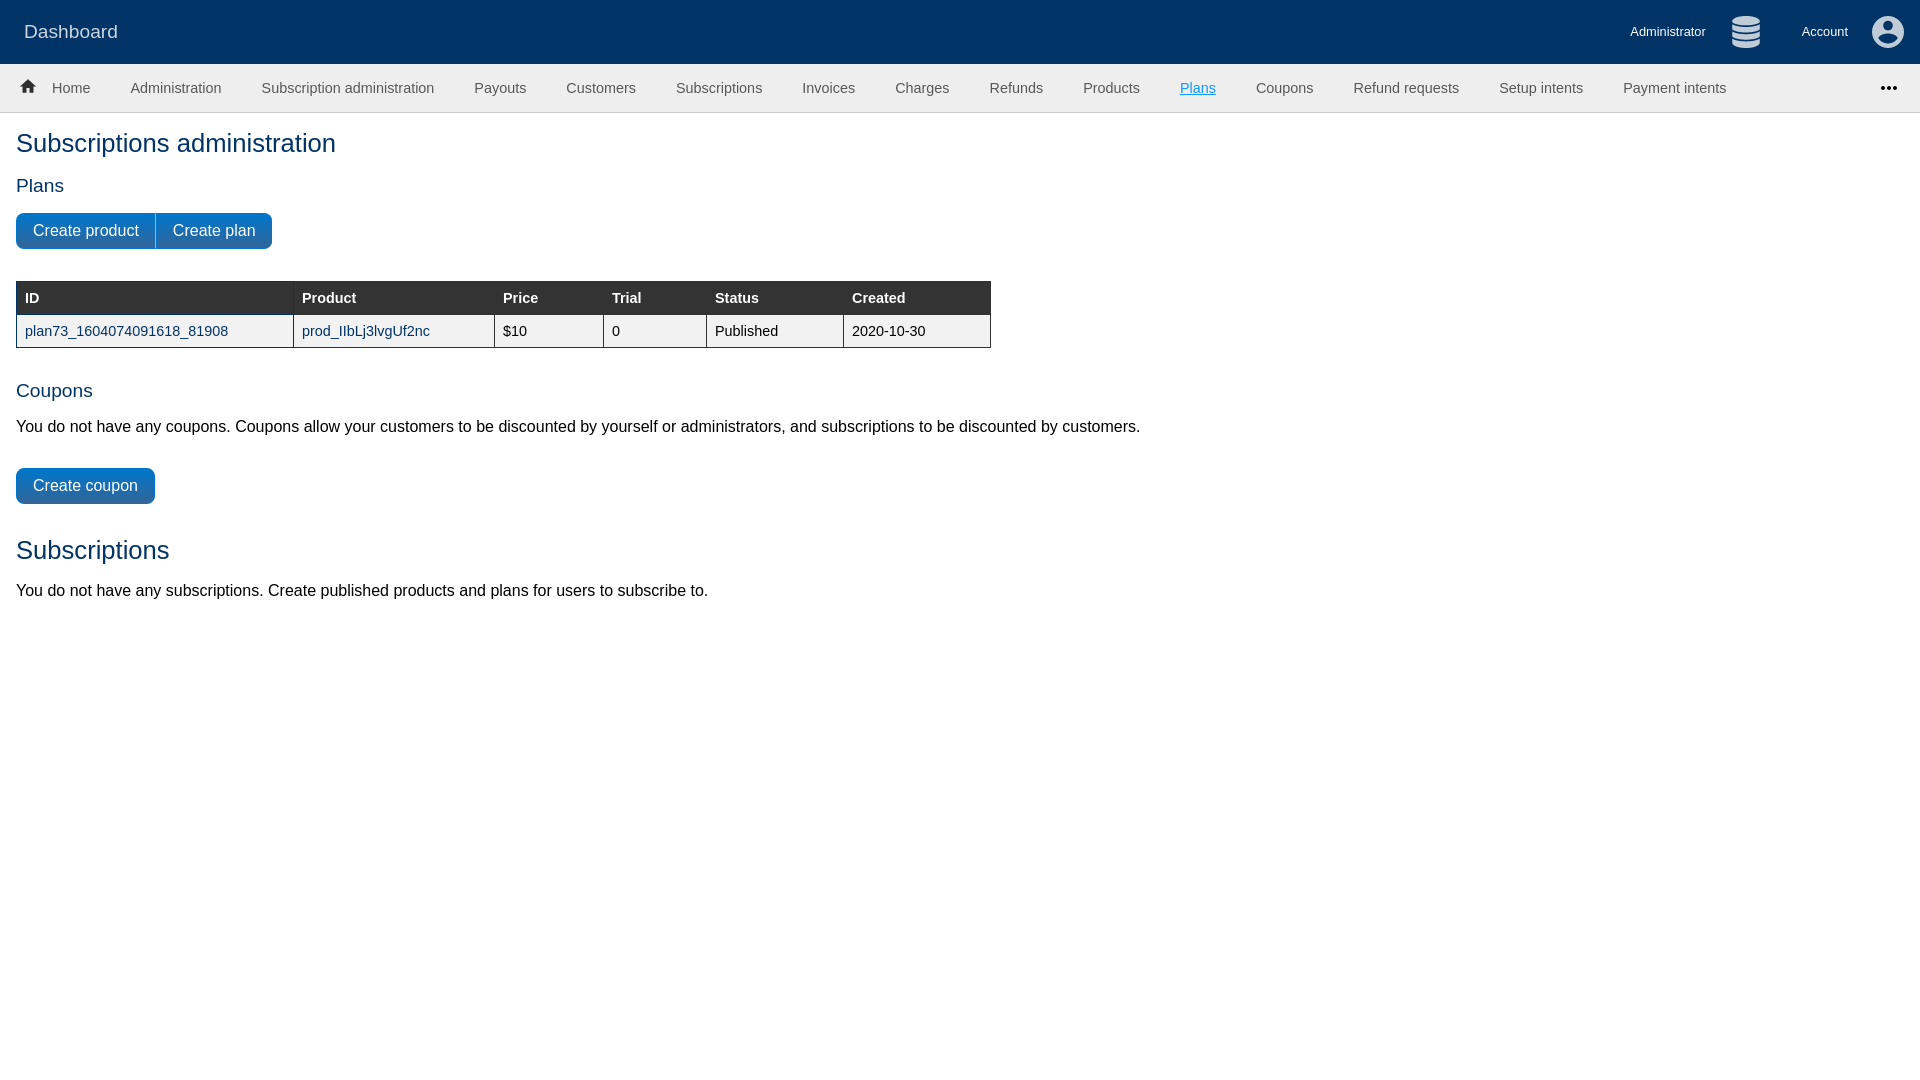 Dashboard
Administrator
Account
Home Administration Subscription administration Payouts Customers Subscriptions Invoices Charges Refunds Products Plans Coupons Refund requests Setup intents Payment intents
Subscriptions administration
Plans
Create product Create plan
ID Product Price Trial Status Created
plan73_1604074091618_81908 prod_IIbLj3lvgUf2nc $10 0 Published 2020-10-30
Coupons
You do not have any coupons. Coupons allow your customers to be discounted by yourself or administrators, and subscriptions to be discounted by customers.
Create coupon
Subscriptions
You do not have any subscriptions. Create published products and plans for users to subscribe to.